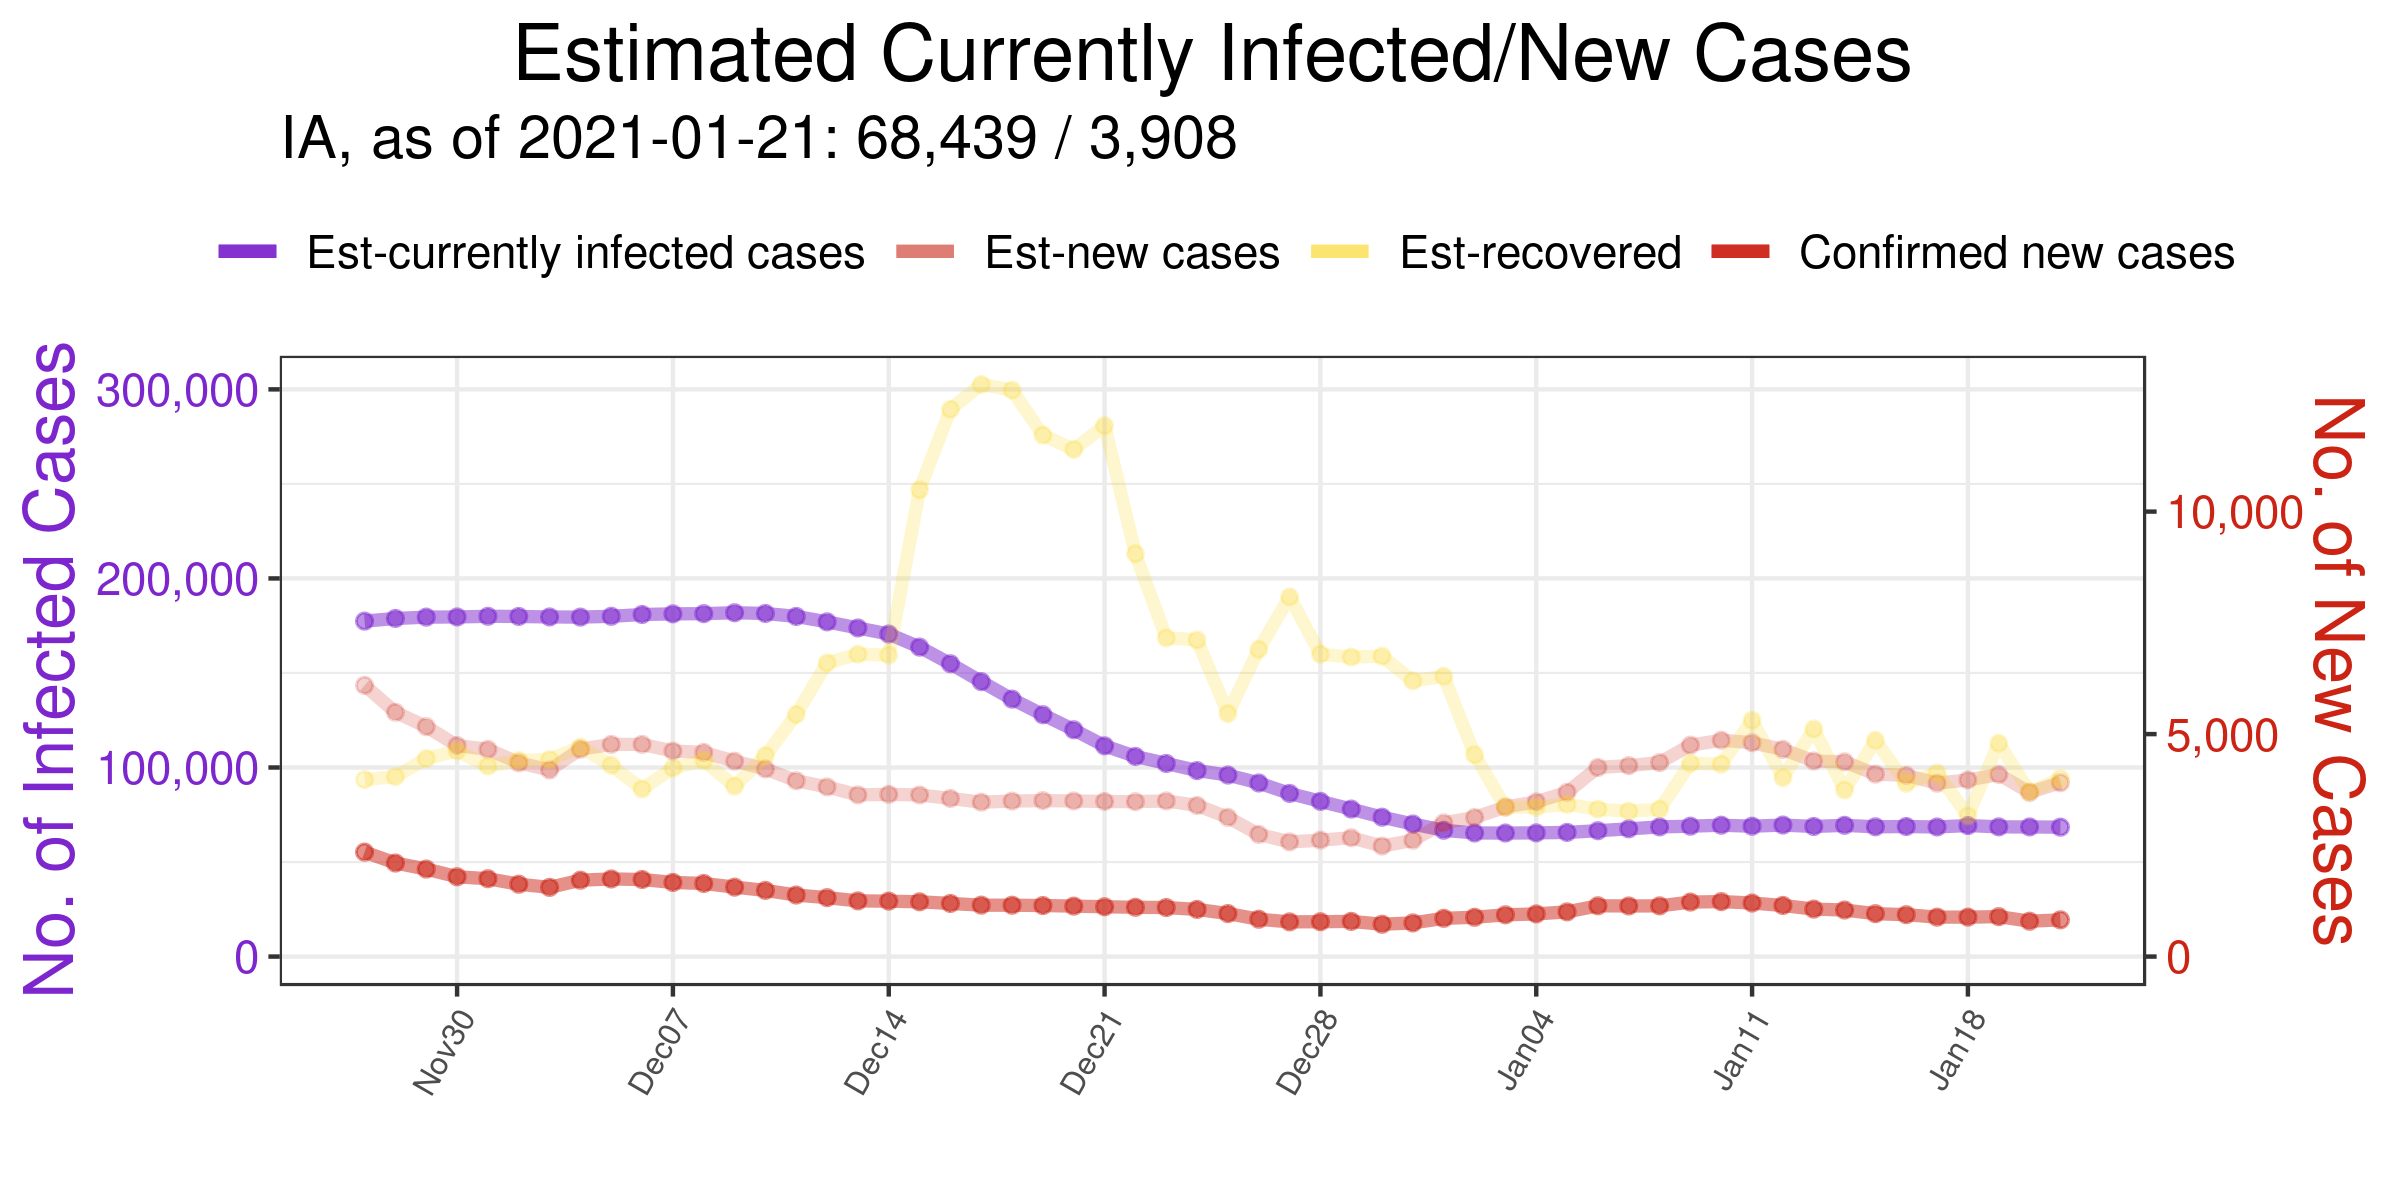 Estimated Currently Infected/New Cases
IA, as of 2021-01-21: 68,439 / 3,908
Est-currently infected cases Est-new cases Est-recovered Confirmed new cases
No. of Infected Cases
300,000
200,000
100,000
0
10,000
5,000
0
No. of New Cases
Nov30 Dec07 Dec14 Dec21 Dec28 Jan04 Jan11 Jan18